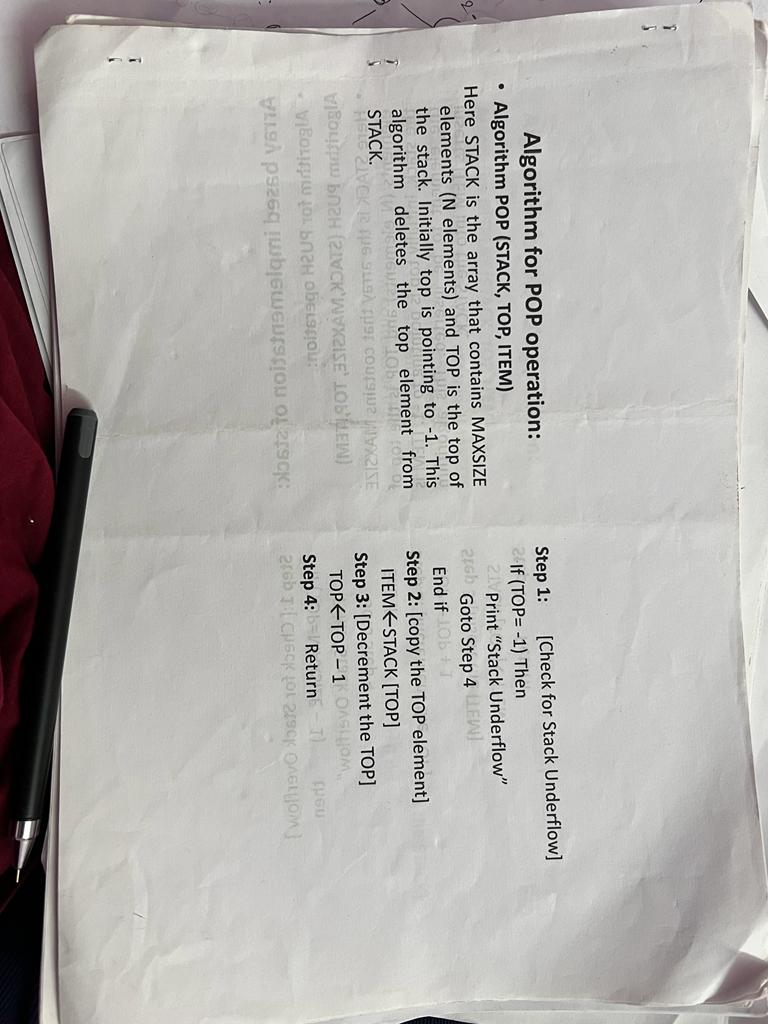 Algorithm for POP operation:
• Algorithm POP (STACK, TOP, ITEM)
Here STACK is the array that contains MAXSIZE
elements (N elements) and TOP is the top of
the stack. Initially top is pointing to -1. This
algorithm deletes the top element from
STACK.
Step 1: [Check for Stack Underflow]
If (TOP= -1) Then
Print “Stack Underflow”
Goto Step 4
End if
Step 2: [copy the TOP element]
ITEM←STACK [TOP]
Step 3: [Decrement the TOP]
TOP←TOP – 1
Step 4: Return